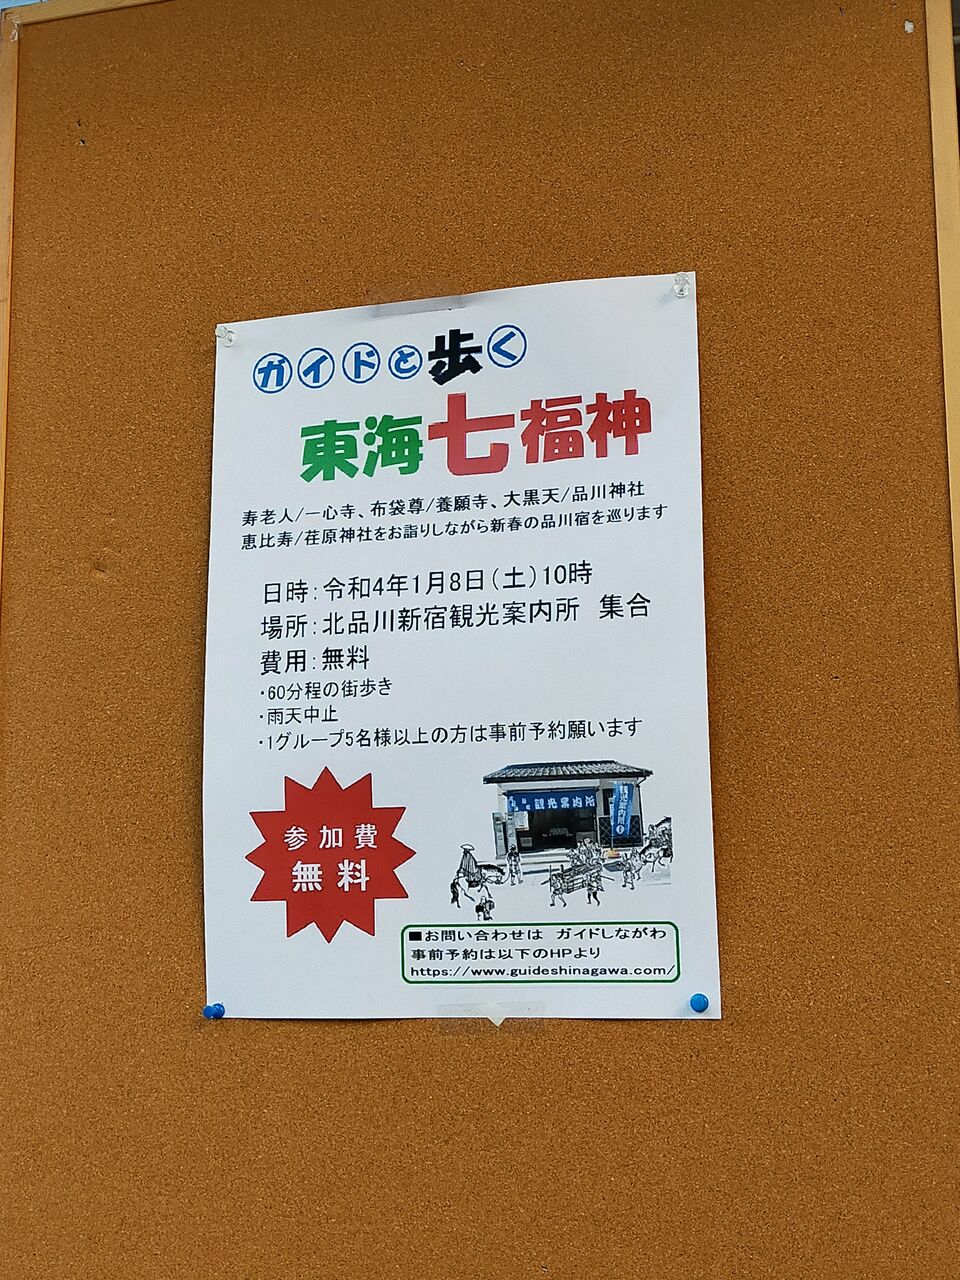 ガイドと歩く
東海七福神
寿老人/一心寺、布袋尊/養願寺、大黒天/品川神社
恵比寿/荏原神社をお詣りしながら新春の品川宿を巡ります
日時：令和4年1月8日（土）10時
場所：北品川新宿観光案内所　集合
費用：無料
・60分程の街歩き
・雨天中止
・1グループ5名様以上の方は事前予約願います
参加費
無料
観光案内所
観光案内所
■お問い合わせは　ガイドしながわ
事前予約は以下のHPより
https://www.guideshinagawa.com/